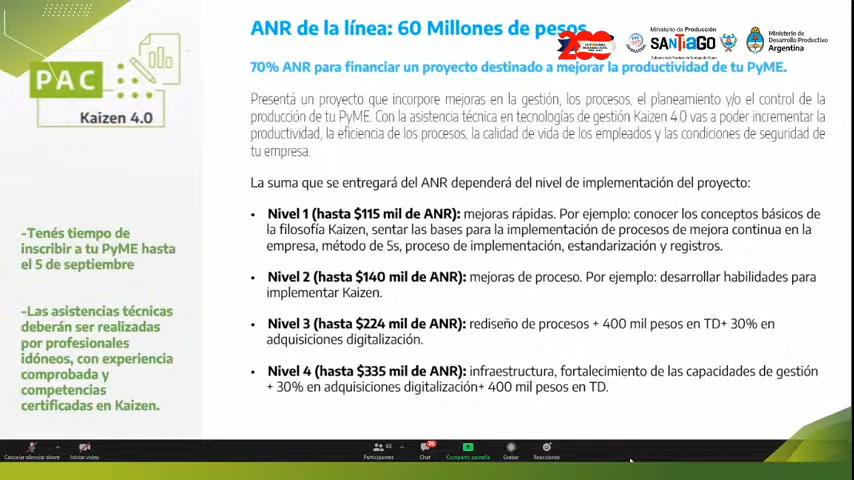 ANR de la línea: 60 Millones de pesos
Ministerio de Producción
SANTIAGO
Ministerio de
Desarrollo Productivo
Argentina
200
70% ANR para financiar un proyecto destinado a mejorar la productividad de tu PyME.
PAC
Kaizen 4.0
Presentá un proyecto que incorpore mejoras en la gestión, los procesos, el planeamiento y/o el control de la
producción de tu PyME. Con la asistencia técnica en tecnologías de gestión Kaizen 4.0 vas a poder incrementar la
productividad, la eficiencia de los procesos, la calidad de vida de los empleados y las condiciones de seguridad de
tu empresa.
La suma que se entregará del ANR dependerá del nivel de implementación del proyecto:
• Nivel 1 (hasta $115 mil de ANR): mejoras rápidas. Por ejemplo: conocer los conceptos básicos de
la filosofía Kaizen, sentar las bases para la implementación de procesos de mejora continua en la
empresa, método de 5s, proceso de implementación, estandarización y registros.
• Nivel 2 (hasta $140 mil de ANR): mejoras de proceso. Por ejemplo: desarrollar habilidades para
implementar Kaizen.
• Nivel 3 (hasta $224 mil de ANR): rediseño de procesos + 400 mil pesos en TD+ 30% en
adquisiciones digitalización.
• Nivel 4 (hasta $335 mil de ANR): infraestructura, fortalecimiento de las capacidades de gestión
+ 30% en adquisiciones digitalización+ 400 mil pesos en TD.
-Tenés tiempo de
inscribir a tu PyME hasta
el 5 de septiembre
-Las asistencias técnicas
deberán ser realizadas
por profesionales
idóneos, con experiencia
comprobada y
competencias
certificadas en Kaizen.
Cancelar silenciar ahora
Iniciar video
Participantes
65
Chat
Compartir pantalla
Grabar
Reacciones